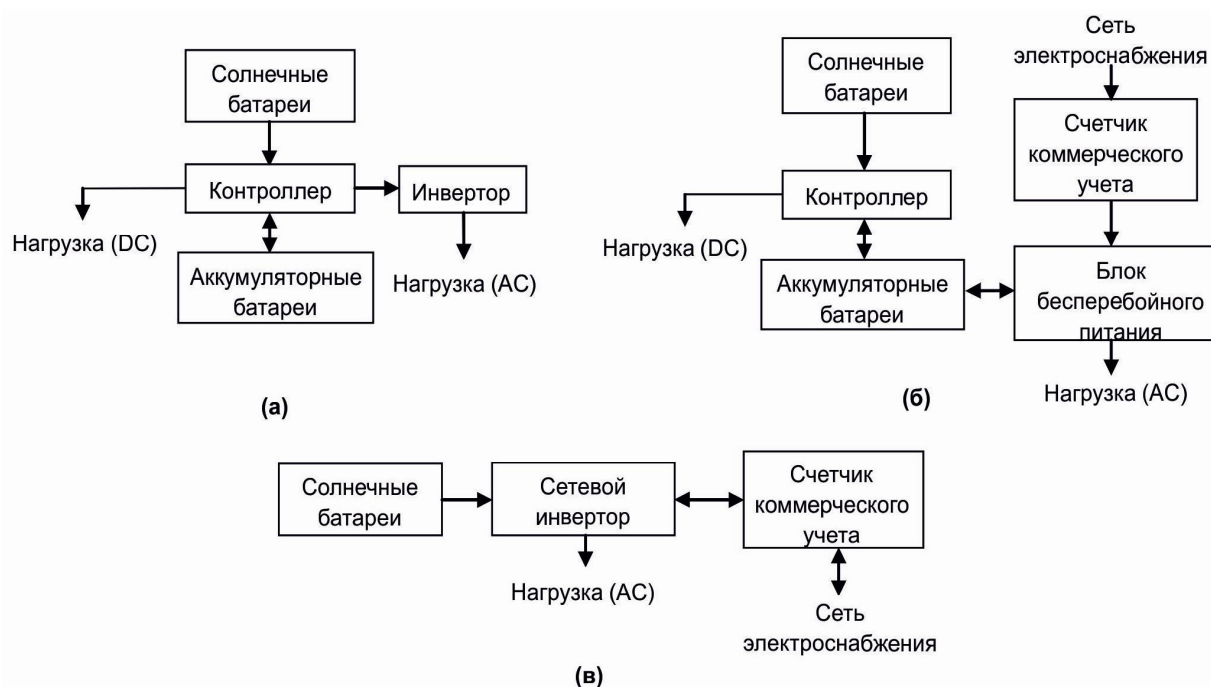 Солнечные
батареи
Контроллер
Инвертор
Нагрузка (DC)
Аккумуляторные
батареи
Нагрузка (AC)
(а)
Сеть
электроснабжения
Солнечные
батареи
Счетчик
коммерческого
учета
Контроллер
Нагрузка (DC)
Аккумуляторные
батареи
Блок
бесперебойного
питания
Нагрузка (AC)
(б)
Солнечные
батареи
Сетевой
инвертор
Счетчик
коммерческого
учета
Нагрузка (AC)
Сеть
электроснабжения
(в)